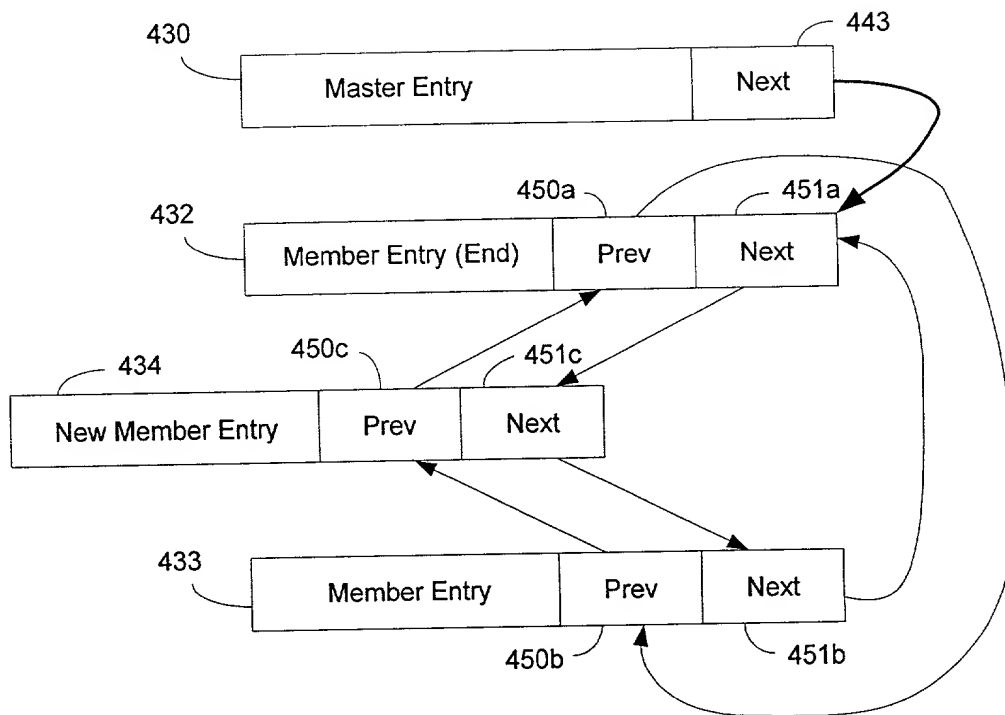 430
443
Master Entry
Next
432
450a
451a
Member Entry (End)
Prev
Next
434
450c
451c
New Member Entry
Prev
Next
433
Member Entry
Prev
Next
450b
451b